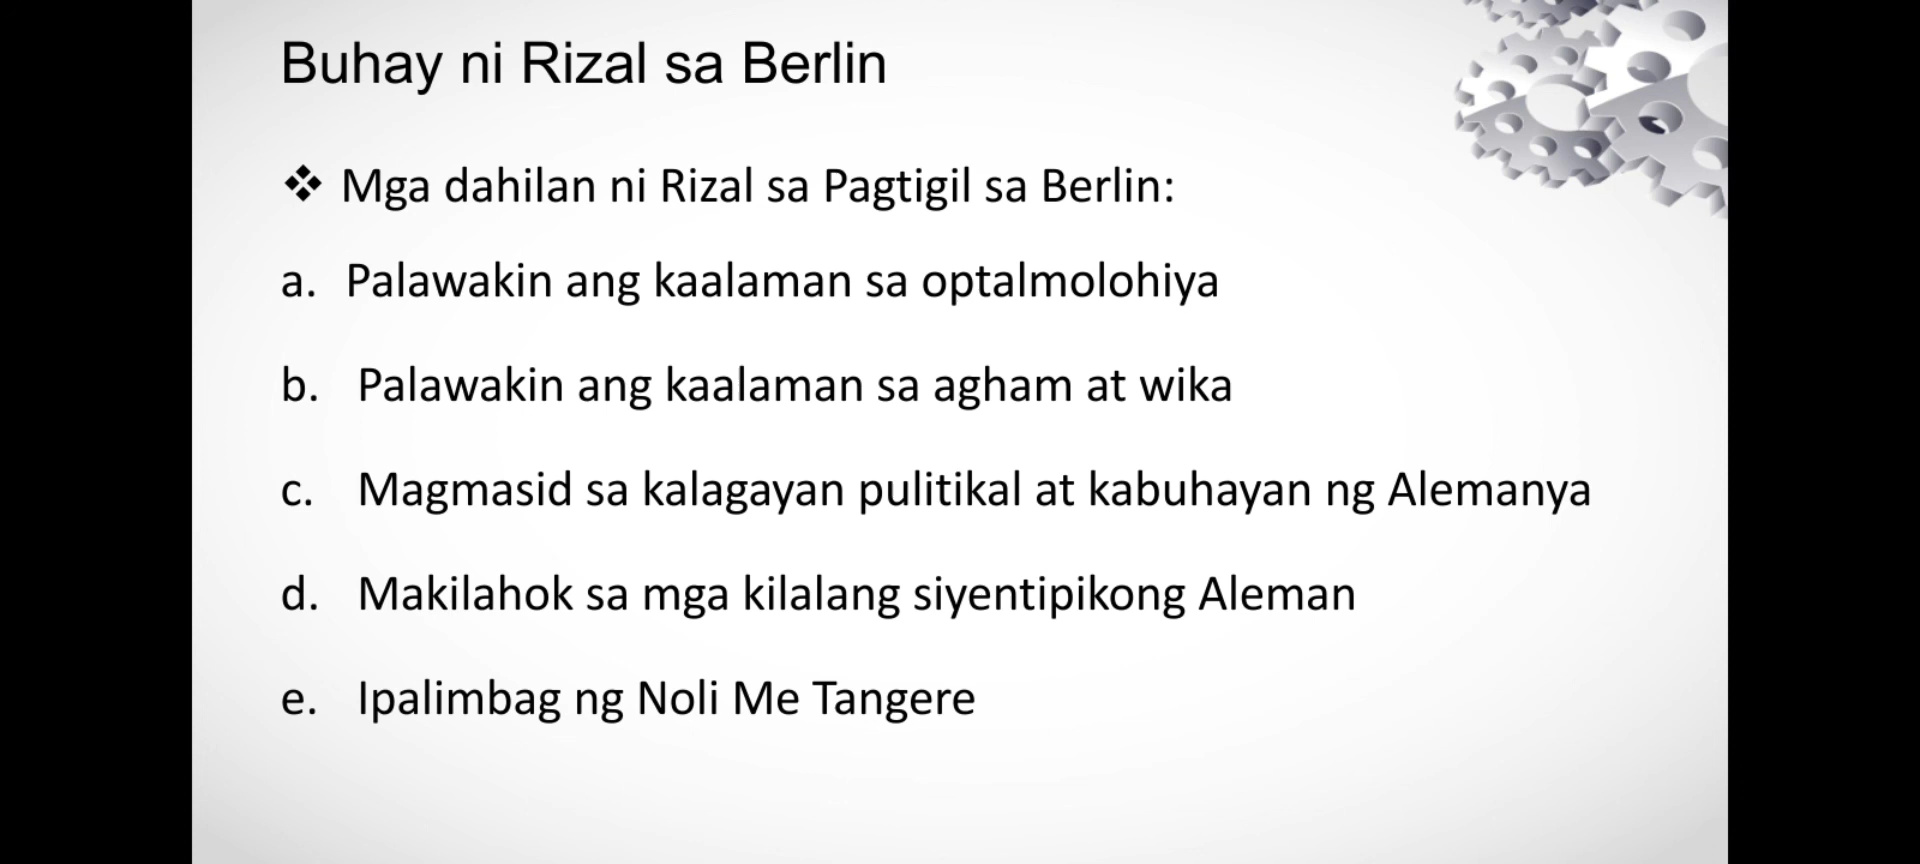 Buhay ni Rizal sa Berlin
❖ Mga dahilan ni Rizal sa Pagtigil sa Berlin:
a. Palawakin ang kaalaman sa optalmolohiya
b. Palawakin ang kaalaman sa agham at wika
c. Magmasid sa kalagayan pulitikal at kabuhayan ng Alemanya
d. Makilahok sa mga kilalang siyentipikong Aleman
e. Ipalimbag ng Noli Me Tangere